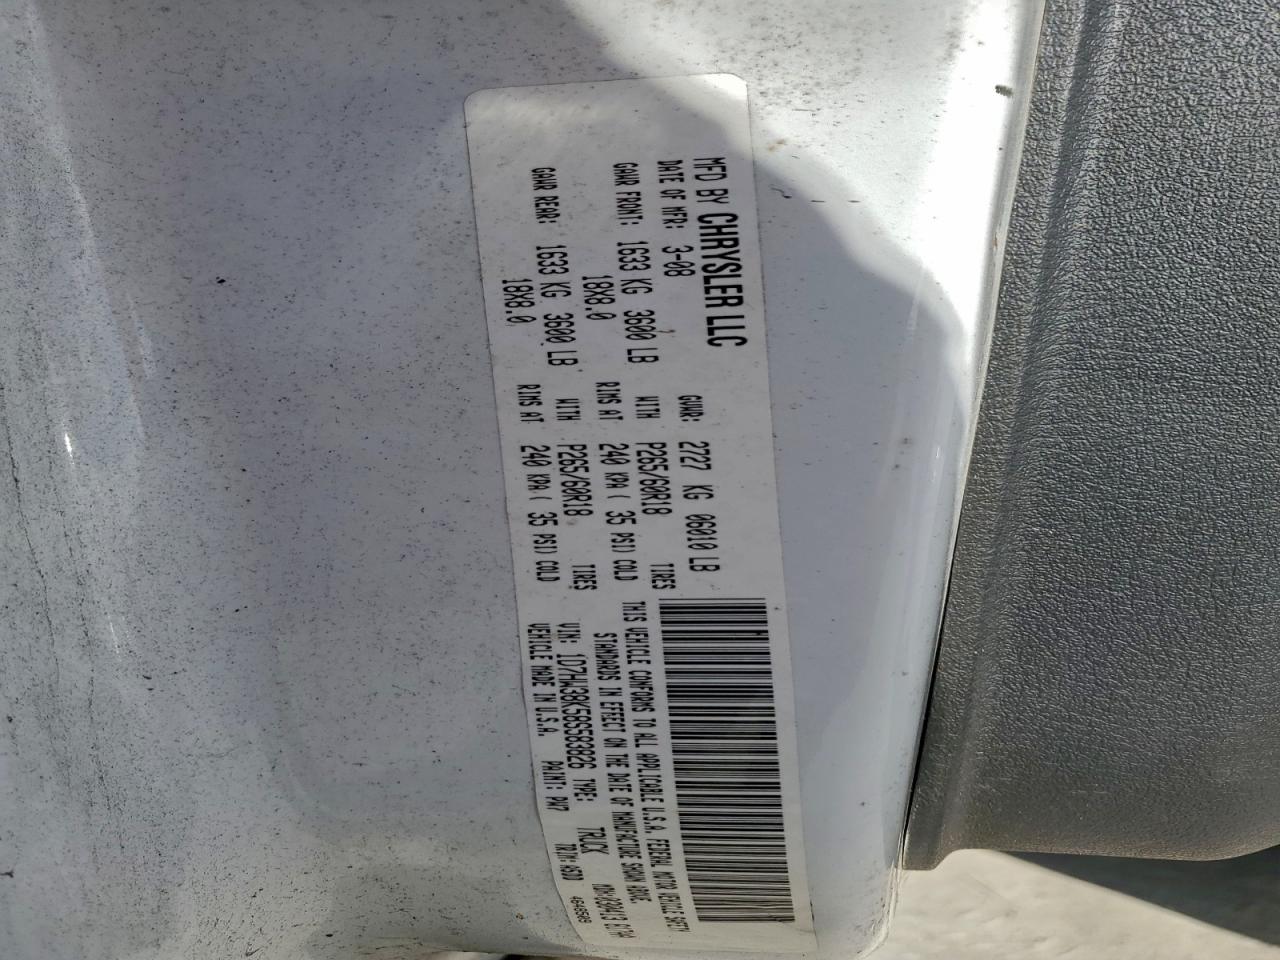 MFD BY CHRYSLER LLC
DATE OF MFR: 3-08 GVWR: 2727 KG 06010 LB
GAWR FRONT: 1633 KG 3600 LB WITH P265/60R18 TIRES
18X8.0 RIMS AT 240 KPA ( 35 PSI) COLD
GAWR REAR: 1633 KG 3600 LB WITH P265/60R18 TIRES
18X8.0 RIMS AT 240 KPA ( 35 PSI) COLD
THIS VEHICLE CONFORMS TO ALL APPLICABLE U.S.A. FEDERAL MOTOR VEHICLE SAFETY
STANDARDS IN EFFECT ON THE DATE OF MANUFACTURE SHOWN ABOVE.
VIN: 1D7HW38K58S583826 TYPE: TRUCK
VEHICLE MADE IN U.S.A. PAINT: PW7